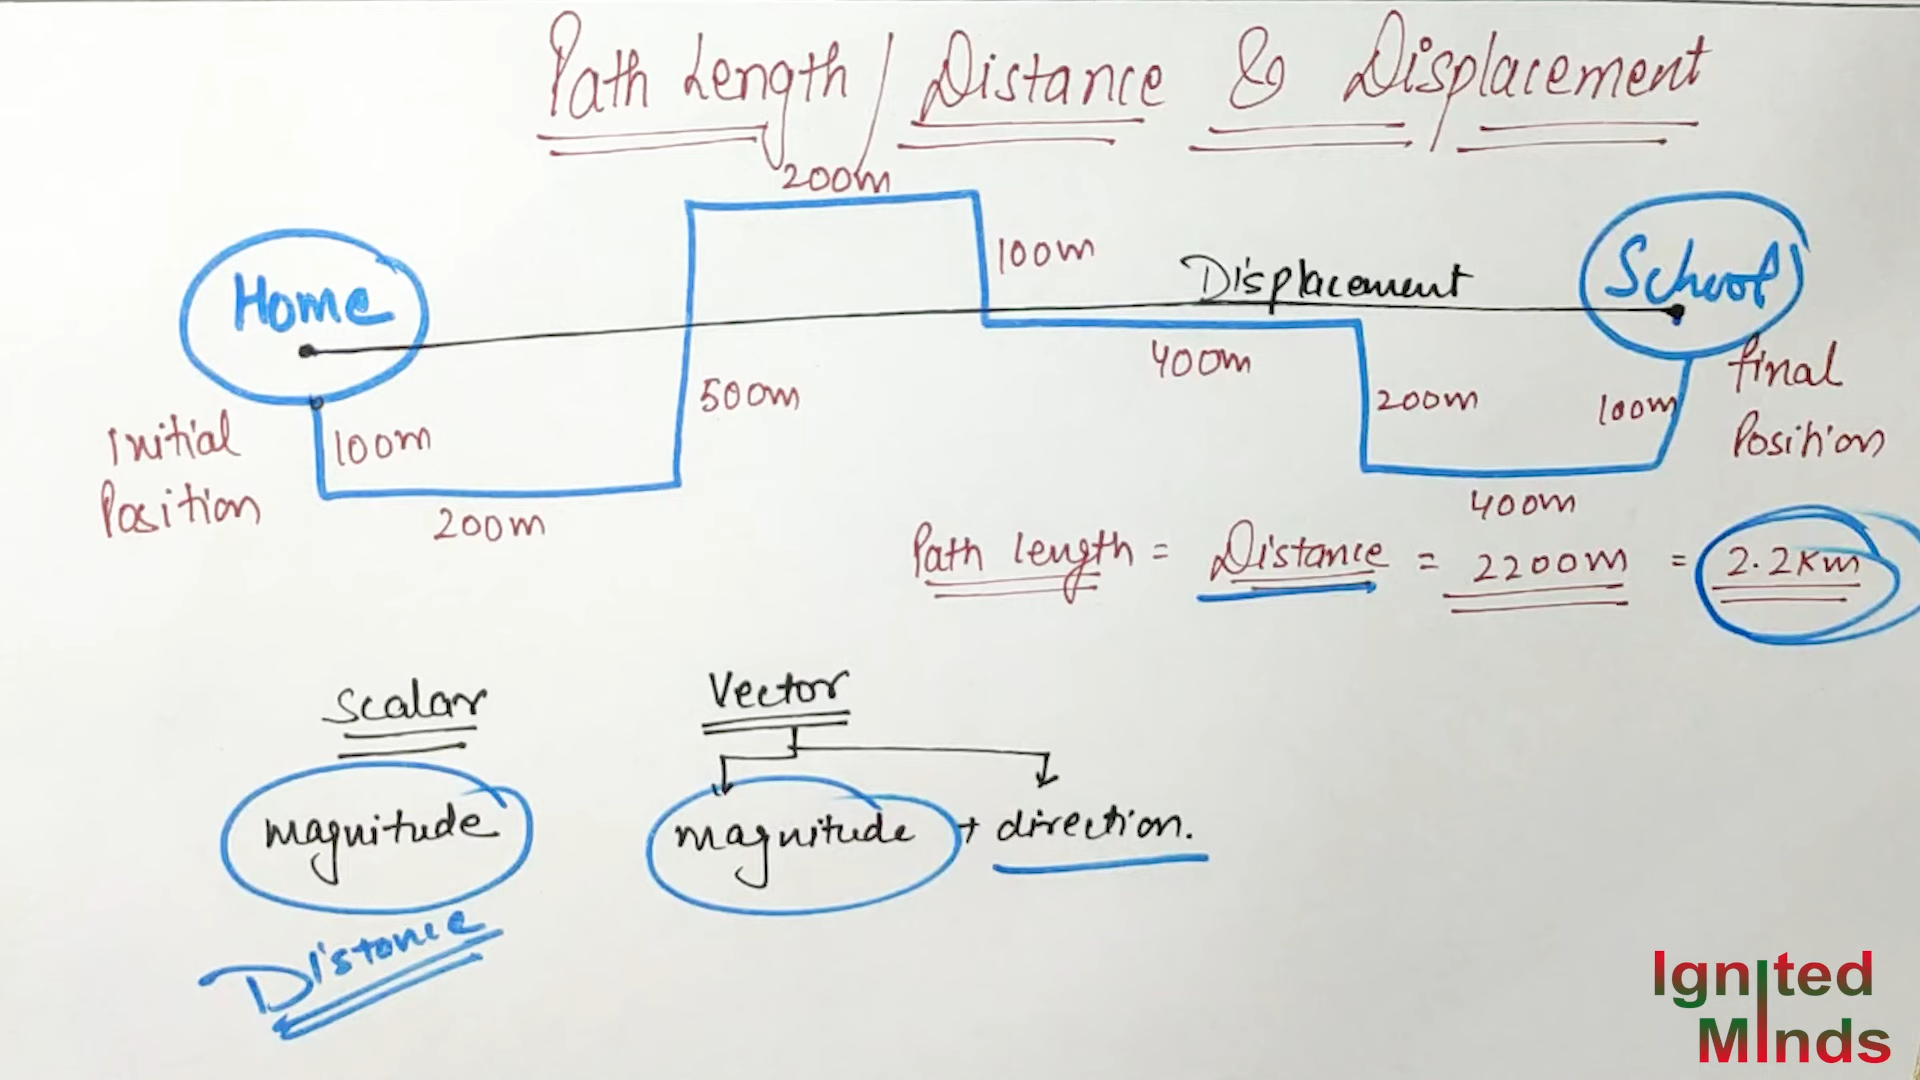 Path Length / Distance & Displacement
200m
100m
Displacement
Home
School
400m
500m
200m
100m
final
Position
Initial
Position
100m
200m
400m
Path length = Distance = 2200m = 2.2Km
Scalar
Vector
magnitude
magnitude + direction.
Distance
Ignited
Minds